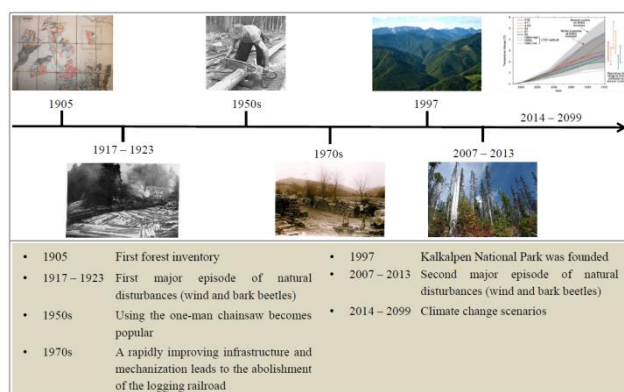 1905
1950s
1997
2014 – 2099
1917 – 1923
1970s
2007 – 2013
• 1905 First forest inventory
• 1917 – 1923 First major episode of natural
disturbances (wind and bark beetles)
• 1950s Using the one-man chainsaw becomes
popular
• 1970s A rapidly improving infrastructure and
mechanization leads to the abolishment
of the logging railroad
• 1997 Kalkalpen National Park was founded
• 2007 – 2013 Second major episode of natural
disturbances (wind and bark beetles)
• 2014 – 2099 Climate change scenarios